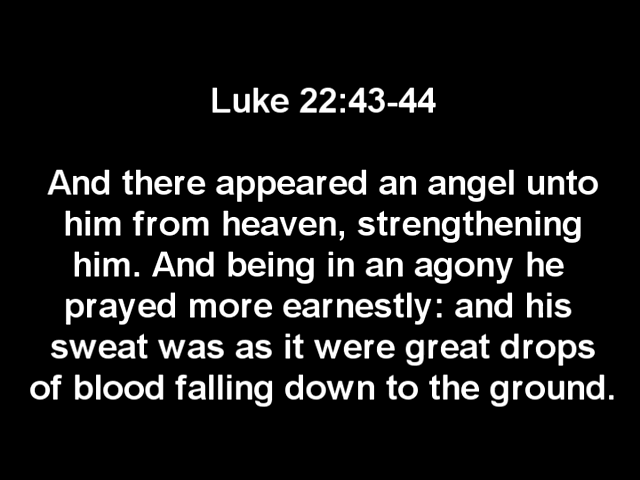 Luke 22:43-44
And there appeared an angel unto
him from heaven, strengthening
him. And being in an agony he
prayed more earnestly: and his
sweat was as it were great drops
of blood falling down to the ground.